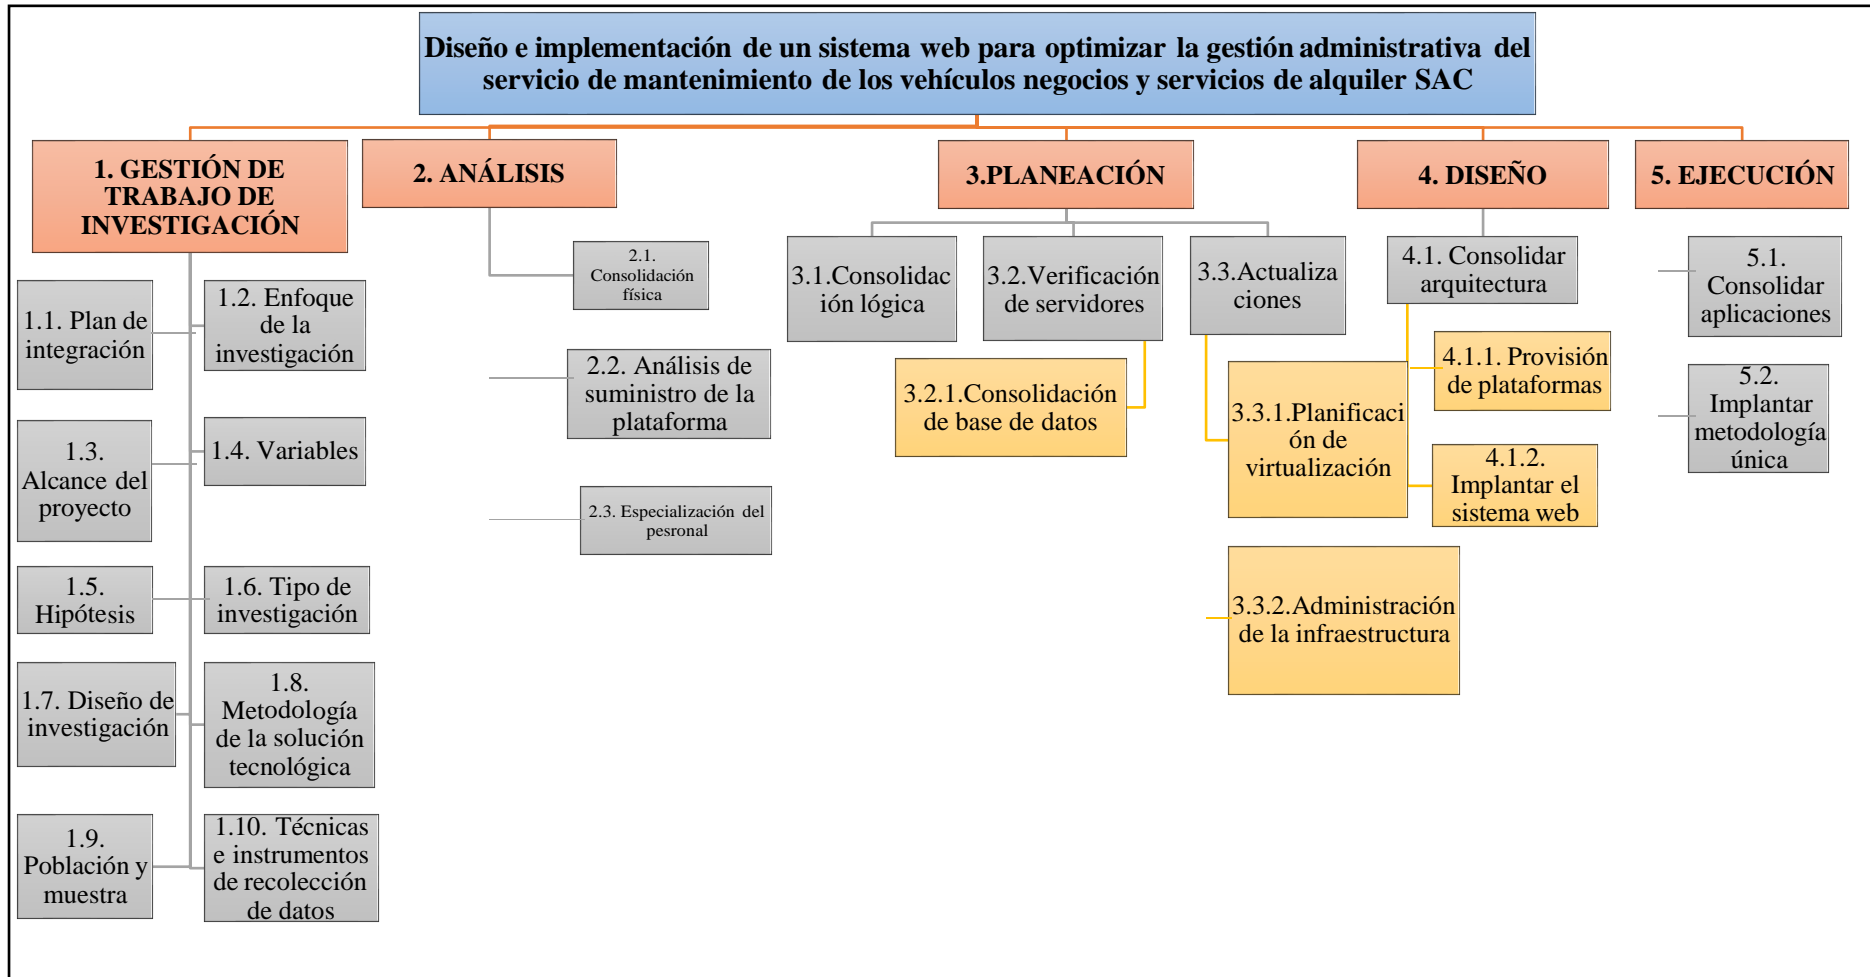 Diseño e implementación de un sistema web para optimizar la gestión administrativa del
servicio de mantenimiento de los vehículos negocios y servicios de alquiler SAC
1. GESTIÓN DE
TRABAJO DE
INVESTIGACIÓN
1.1. Plan de
integración
1.2. Enfoque
de la
investigación
1.3.
Alcance del
proyecto
1.4. Variables
1.5.
Hipótesis
1.6. Tipo de
investigación
1.7. Diseño de
investigación
1.8.
Metodología
de la solución
tecnológica
1.9.
Población y
muestra
1.10. Técnicas
e instrumentos
de recolección
de datos
2. ANÁLISIS
2.1.
Consolidación
física
2.2. Análisis de
suministro de la
plataforma
2.3. Especialización del
pesronal
3.PLANEACIÓN
3.1.Consolidac
ión lógica
3.2.Verificación
de servidores
3.2.1.Consolidación
de base de datos
3.3.Actualiza
ciones
3.3.1.Planificaci
ón de
virtualización
3.3.2.Administración
de la infraestructura
4. DISEÑO
4.1. Consolidar
arquitectura
4.1.1. Provisión
de plataformas
4.1.2.
Implantar el
sistema web
5. EJECUCIÓN
5.1.
Consolidar
aplicaciones
5.2.
Implantar
metodología
única